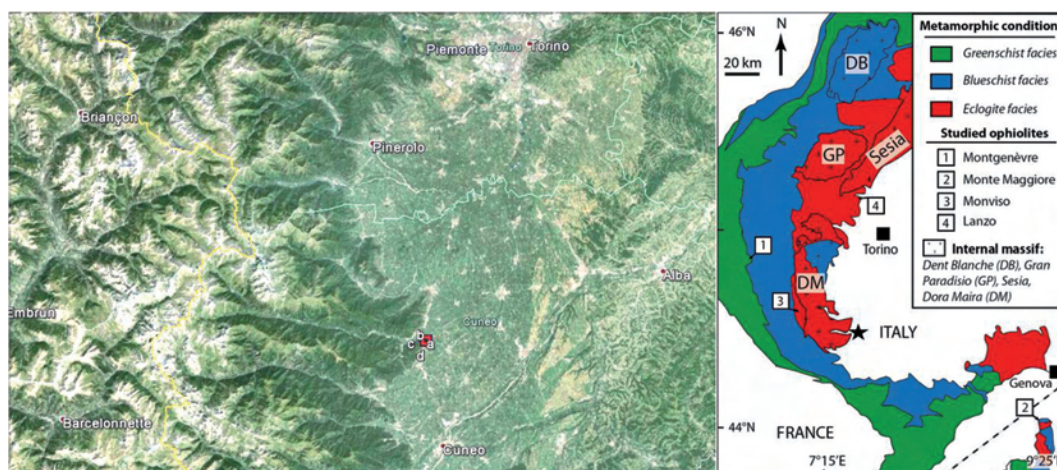 Piemonte Torino Torino
Briançon
Pinerolo
Alba
Embrun
Cuneo
b
c a
d
Barcelonnette
Cuneo
46°N
N
20 km
DB
GP
Sesia
4
Torino
1
DM
3
ITALY
Genova
2
44°N
FRANCE
7°15'E
9°25'
Metamorphic condition
Greenschist facies
Blueschist facies
Eclogite facies
Studied ophiolites
1 Montgenèvre
2 Monte Maggiore
3 Monviso
4 Lanzo
Internal massif:
Dent Blanche (DB), Gran
Paradisio (GP), Sesia,
Dora Maira (DM)